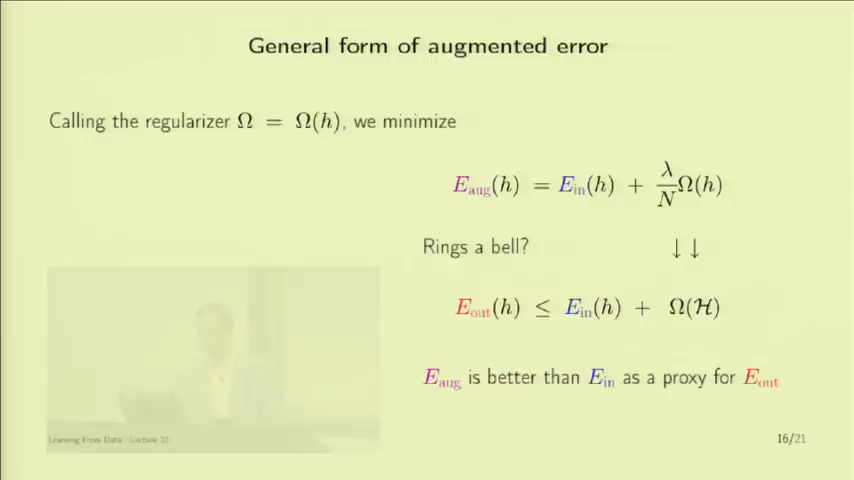 General form of augmented error
Calling the regularizer Ω = Ω(h), we minimize
E_aug(h) = E_in(h) + λ/N Ω(h)
Rings a bell? ↓↓
E_out(h) ≤ E_in(h) + Ω(ℋ)
E_aug is better than E_in as a proxy for E_out
Learning From Data - Lecture 12
16/21